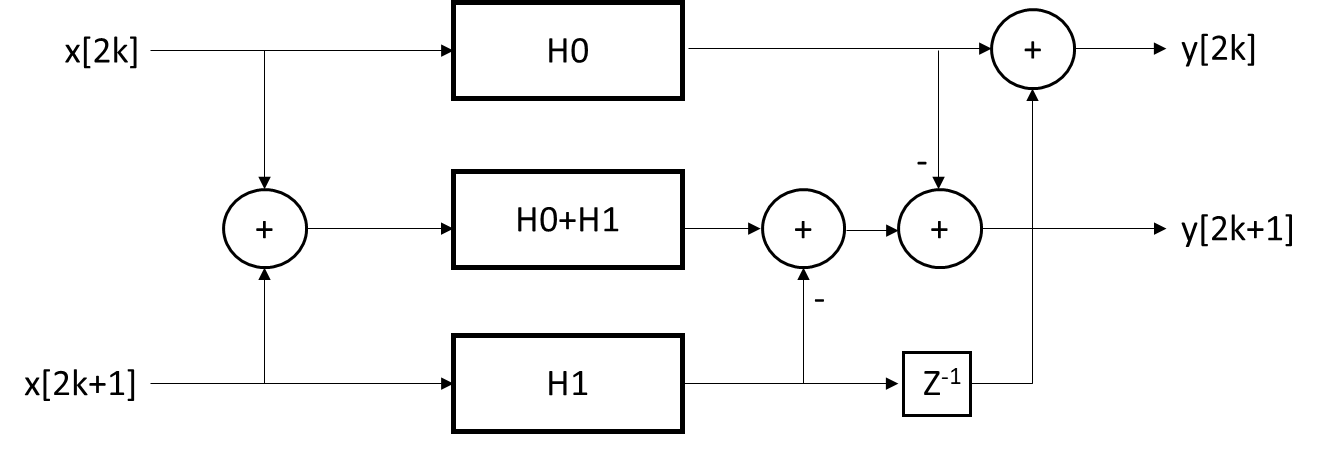 x[2k]
H0
+
y[2k]
-
+
H0+H1
+
+
y[2k+1]
-
x[2k+1]
H1
Z-1